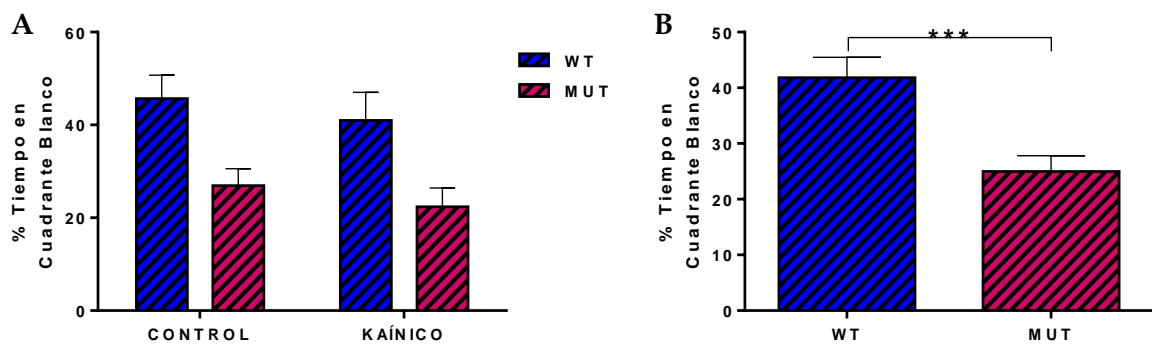 A
% Tiempo en
Cuadrante Blanco
60
40
20
0
CONTROL
KAÍNICO
WT
MUT
B
% Tiempo en
Cuadrante Blanco
50
40
30
20
10
0
***
WT
MUT